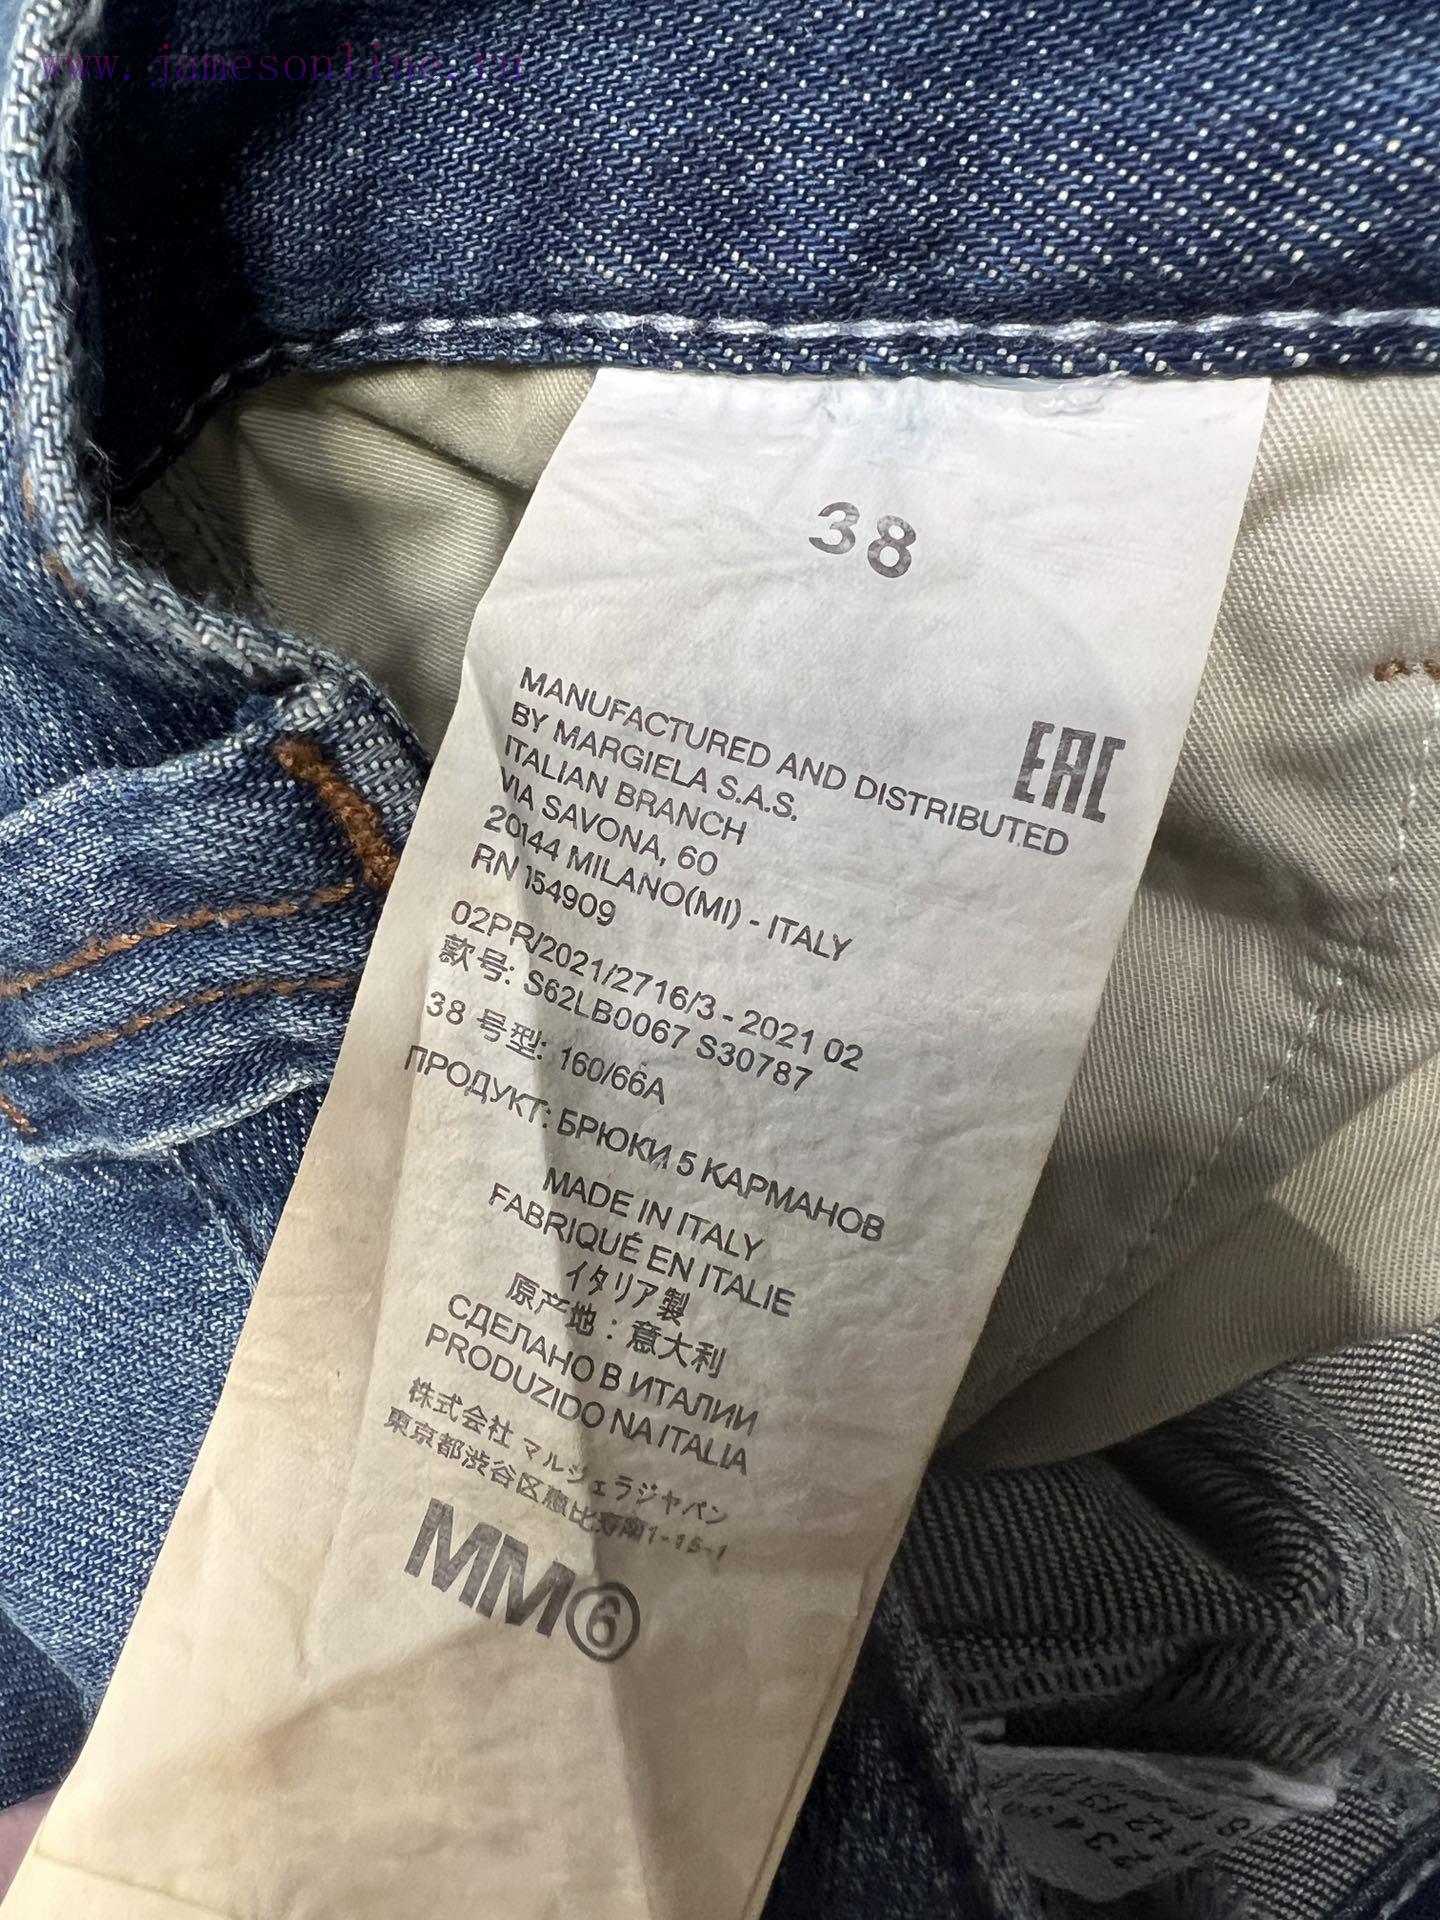 www.jamesonline.ru
38
EAC
MANUFACTURED AND DISTRIBUTED
BY MARGIELA S.A.S.
ITALIAN BRANCH
VIA SAVONA, 60
20144 MILANO(MI) - ITALY
RN 154909
02PR/2021/2716/3 - 2021 02
款号: S62LB0067 S30787
38 号型: 160/66A
ПРОДУКТ: БРЮКИ 5 КАРМАНОВ
MADE IN ITALY
FABRIQUÉ EN ITALIE
イタリア製
原产地：意大利
СДЕЛАНО В ИТАЛИИ
PRODUZIDO NA ITALIA
株式会社 マルジェラジャパン
東京都渋谷区恵比寿南1-15-1
MM⑥